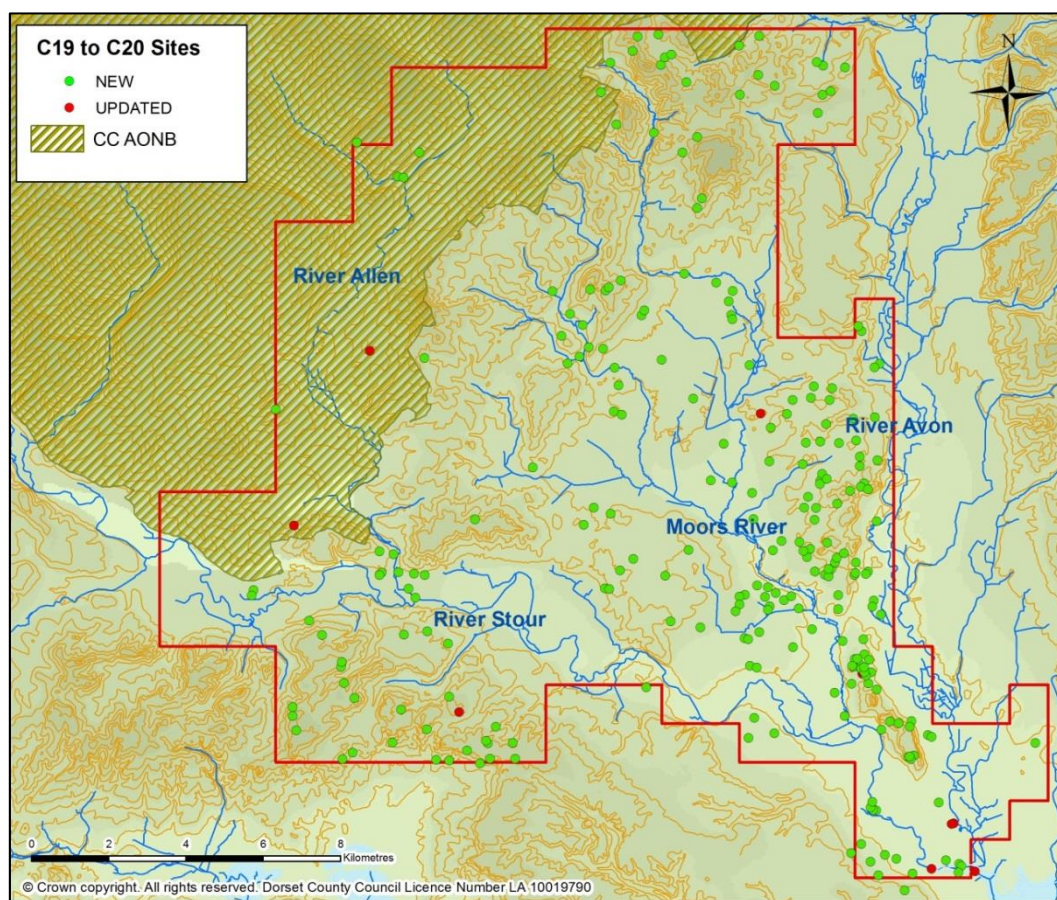 C19 to C20 Sites
NEW
UPDATED
CC AONB
N
River Allen
River Avon
Moors River
River Stour
0 2 4 6 8
Kilometres
© Crown copyright. All rights reserved. Dorset County Council Licence Number LA 10019790